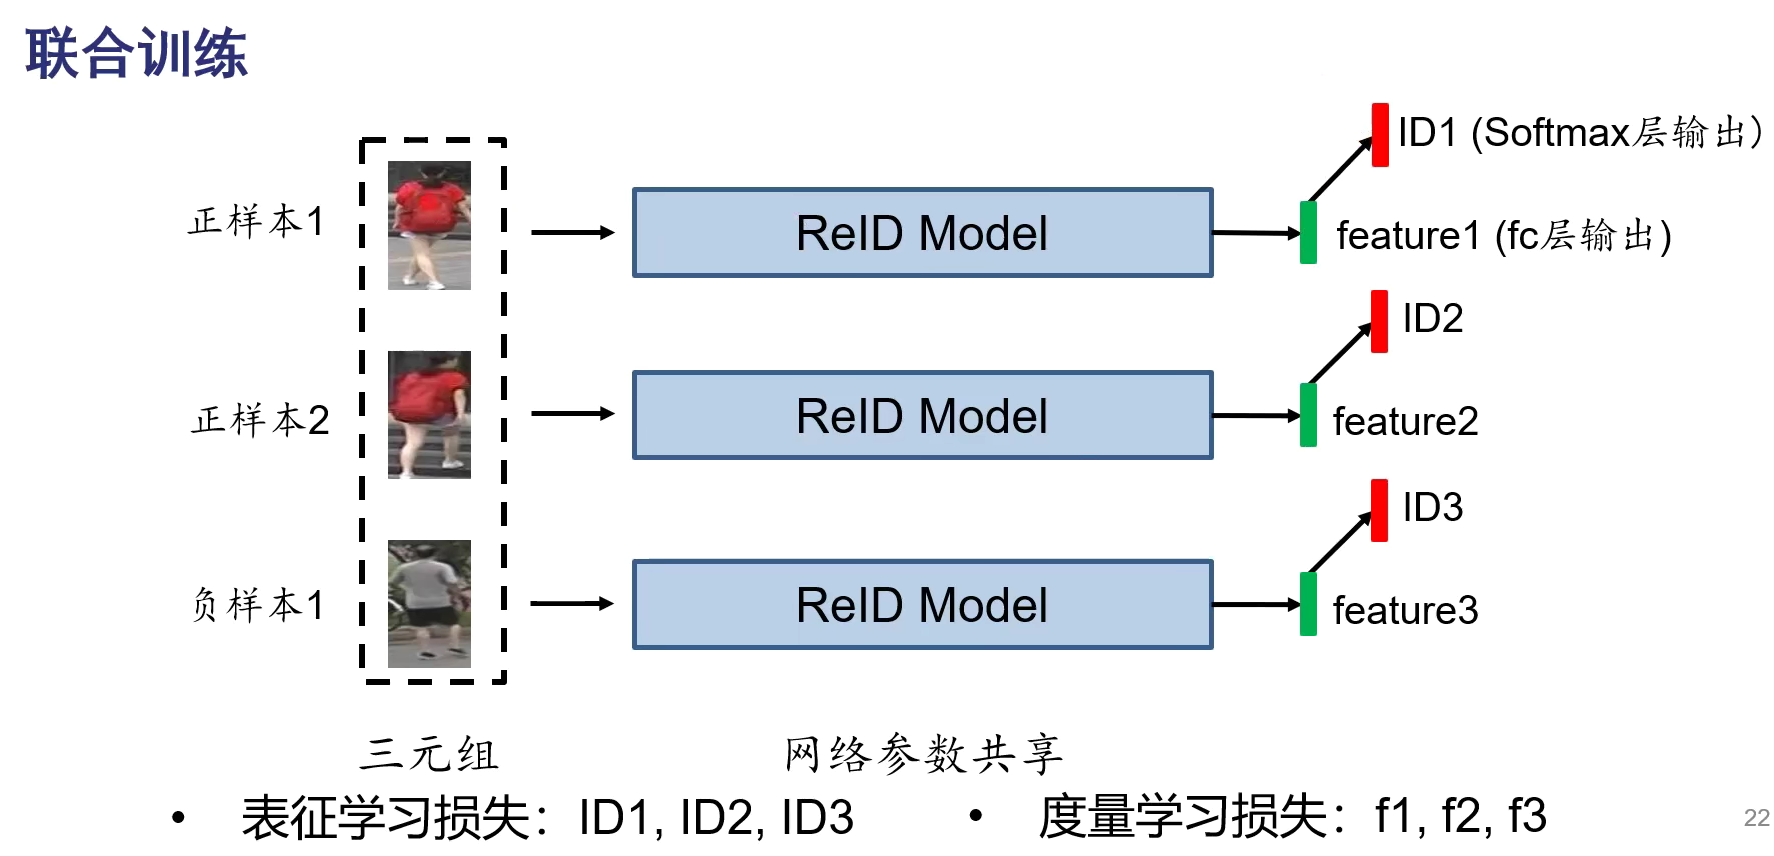 联合训练
ID1 (Softmax层输出)
正样本1
ReID Model
feature1 (fc层输出)
ID2
正样本2
ReID Model
feature2
ID3
负样本1
ReID Model
feature3
三元组
网络参数共享
• 表征学习损失：ID1, ID2, ID3
• 度量学习损失：f1, f2, f3
22